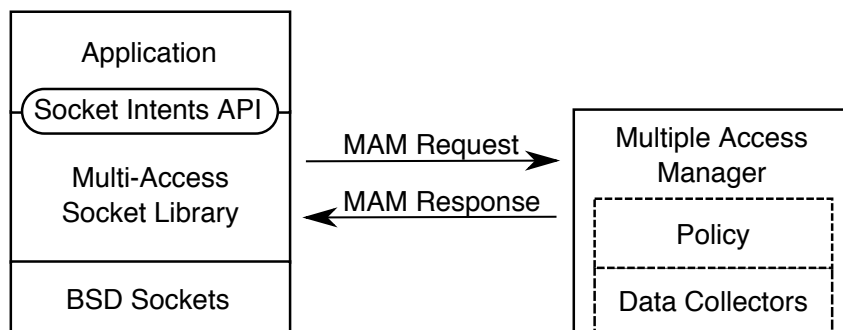 Application
Socket Intents API
Multi-Access
Socket Library
BSD Sockets
MAM Request
MAM Response
Multiple Access
Manager
Policy
Data Collectors